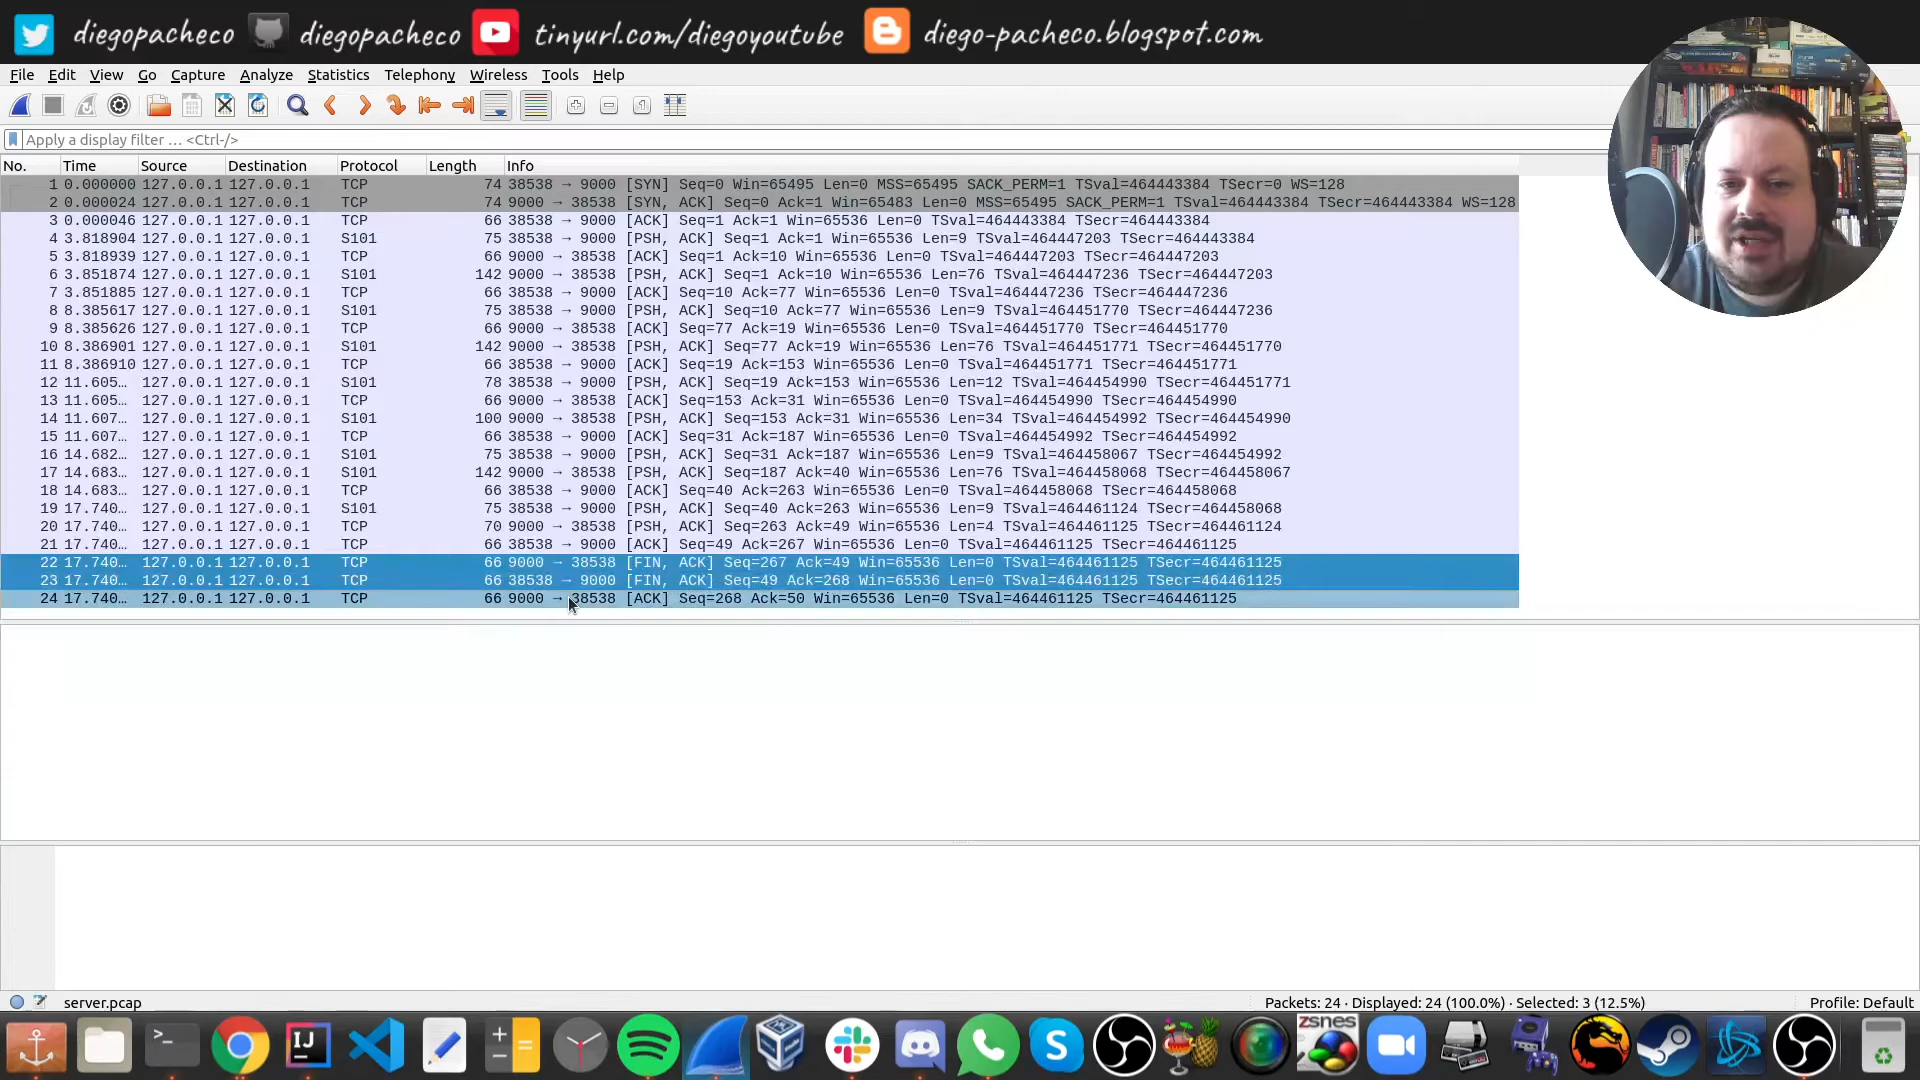 diegopacheco diegopacheco tinyurl.com/diegoyoutube diego-pacheco.blogspot.com
File Edit View Go Capture Analyze Statistics Telephony Wireless Tools Help
Apply a display filter … <Ctrl-/>
No. Time Source Destination Protocol Length Info
1 0.000000 127.0.0.1 127.0.0.1 TCP 74 38538 → 9000 [SYN] Seq=0 Win=65495 Len=0 MSS=65495 SACK_PERM=1 TSval=464443384 TSecr=0 WS=128
2 0.000024 127.0.0.1 127.0.0.1 TCP 74 9000 → 38538 [SYN, ACK] Seq=0 Ack=1 Win=65483 Len=0 MSS=65495 SACK_PERM=1 TSval=464443384 TSecr=464443384 WS=128
3 0.000046 127.0.0.1 127.0.0.1 TCP 66 38538 → 9000 [ACK] Seq=1 Ack=1 Win=65536 Len=0 TSval=464443384 TSecr=464443384
4 3.818904 127.0.0.1 127.0.0.1 S101 75 38538 → 9000 [PSH, ACK] Seq=1 Ack=1 Win=65536 Len=9 TSval=464447203 TSecr=464443384
5 3.818939 127.0.0.1 127.0.0.1 TCP 66 9000 → 38538 [ACK] Seq=1 Ack=10 Win=65536 Len=0 TSval=464447203 TSecr=464447203
6 3.851874 127.0.0.1 127.0.0.1 S101 142 9000 → 38538 [PSH, ACK] Seq=1 Ack=10 Win=65536 Len=76 TSval=464447236 TSecr=464447203
7 3.851885 127.0.0.1 127.0.0.1 TCP 66 38538 → 9000 [ACK] Seq=10 Ack=77 Win=65536 Len=0 TSval=464447236 TSecr=464447236
8 8.385617 127.0.0.1 127.0.0.1 S101 75 38538 → 9000 [PSH, ACK] Seq=10 Ack=77 Win=65536 Len=9 TSval=464451770 TSecr=464447236
9 8.385626 127.0.0.1 127.0.0.1 TCP 66 9000 → 38538 [ACK] Seq=77 Ack=19 Win=65536 Len=0 TSval=464451770 TSecr=464451770
10 8.386901 127.0.0.1 127.0.0.1 S101 142 9000 → 38538 [PSH, ACK] Seq=77 Ack=19 Win=65536 Len=76 TSval=464451771 TSecr=464451770
11 8.386910 127.0.0.1 127.0.0.1 TCP 66 38538 → 9000 [ACK] Seq=19 Ack=153 Win=65536 Len=0 TSval=464451771 TSecr=464451771
12 11.605… 127.0.0.1 127.0.0.1 S101 78 38538 → 9000 [PSH, ACK] Seq=19 Ack=153 Win=65536 Len=12 TSval=464454990 TSecr=464451771
13 11.605… 127.0.0.1 127.0.0.1 TCP 66 9000 → 38538 [ACK] Seq=153 Ack=31 Win=65536 Len=0 TSval=464454990 TSecr=464454990
14 11.607… 127.0.0.1 127.0.0.1 S101 100 9000 → 38538 [PSH, ACK] Seq=153 Ack=31 Win=65536 Len=34 TSval=464454992 TSecr=464454990
15 11.607… 127.0.0.1 127.0.0.1 TCP 66 38538 → 9000 [ACK] Seq=31 Ack=187 Win=65536 Len=0 TSval=464454992 TSecr=464454992
16 14.682… 127.0.0.1 127.0.0.1 S101 75 38538 → 9000 [PSH, ACK] Seq=31 Ack=187 Win=65536 Len=9 TSval=464458067 TSecr=464454992
17 14.683… 127.0.0.1 127.0.0.1 S101 142 9000 → 38538 [PSH, ACK] Seq=187 Ack=40 Win=65536 Len=76 TSval=464458068 TSecr=464458067
18 14.683… 127.0.0.1 127.0.0.1 TCP 66 38538 → 9000 [ACK] Seq=40 Ack=263 Win=65536 Len=0 TSval=464458068 TSecr=464458068
19 17.740… 127.0.0.1 127.0.0.1 S101 75 38538 → 9000 [PSH, ACK] Seq=40 Ack=263 Win=65536 Len=9 TSval=464461124 TSecr=464458068
20 17.740… 127.0.0.1 127.0.0.1 TCP 70 9000 → 38538 [PSH, ACK] Seq=263 Ack=49 Win=65536 Len=4 TSval=464461125 TSecr=464461124
21 17.740… 127.0.0.1 127.0.0.1 TCP 66 38538 → 9000 [ACK] Seq=49 Ack=267 Win=65536 Len=0 TSval=464461125 TSecr=464461125
22 17.740… 127.0.0.1 127.0.0.1 TCP 66 9000 → 38538 [FIN, ACK] Seq=267 Ack=49 Win=65536 Len=0 TSval=464461125 TSecr=464461125
23 17.740… 127.0.0.1 127.0.0.1 TCP 66 38538 → 9000 [FIN, ACK] Seq=49 Ack=268 Win=65536 Len=0 TSval=464461125 TSecr=464461125
24 17.740… 127.0.0.1 127.0.0.1 TCP 66 9000 → 38538 [ACK] Seq=268 Ack=50 Win=65536 Len=0 TSval=464461125 TSecr=464461125
server.pcap Packets: 24 · Displayed: 24 (100.0%) · Selected: 3 (12.5%) Profile: Default
IJ
zsnes